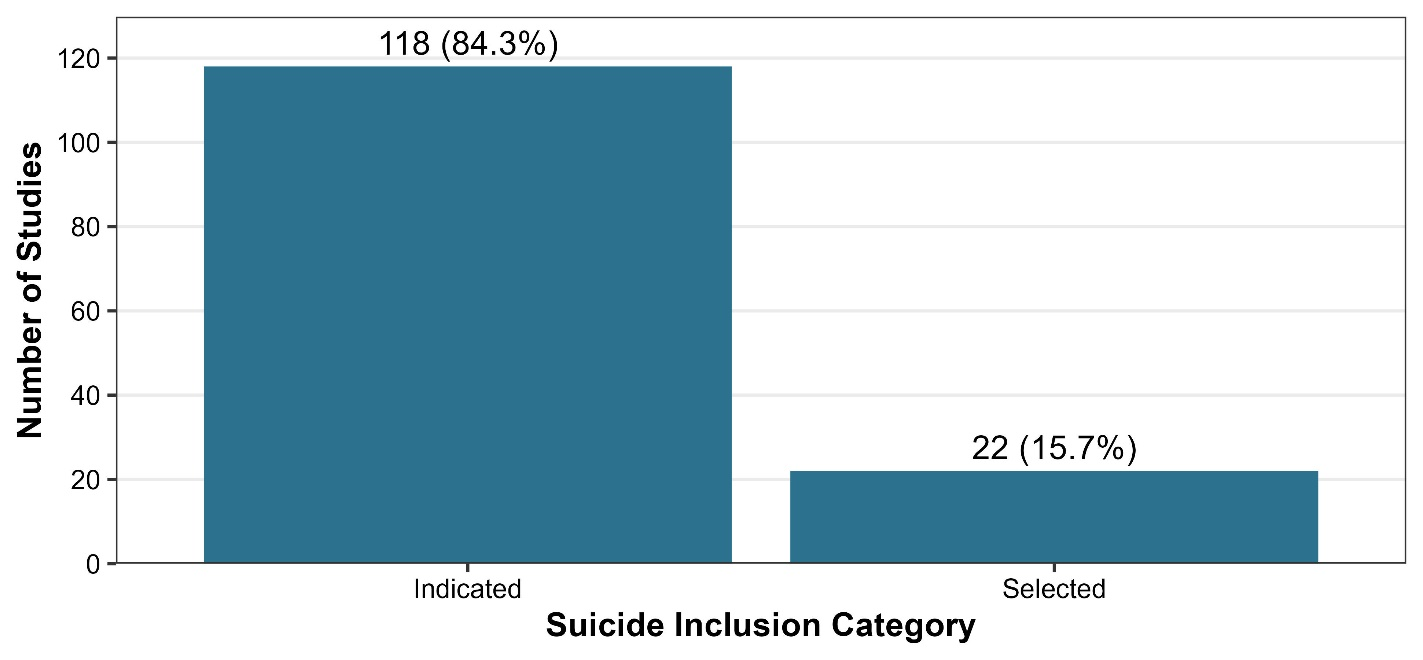 118 (84.3%)
22 (15.7%)
120
100
80
60
40
20
0
Number of Studies
Indicated
Selected
Suicide Inclusion Category